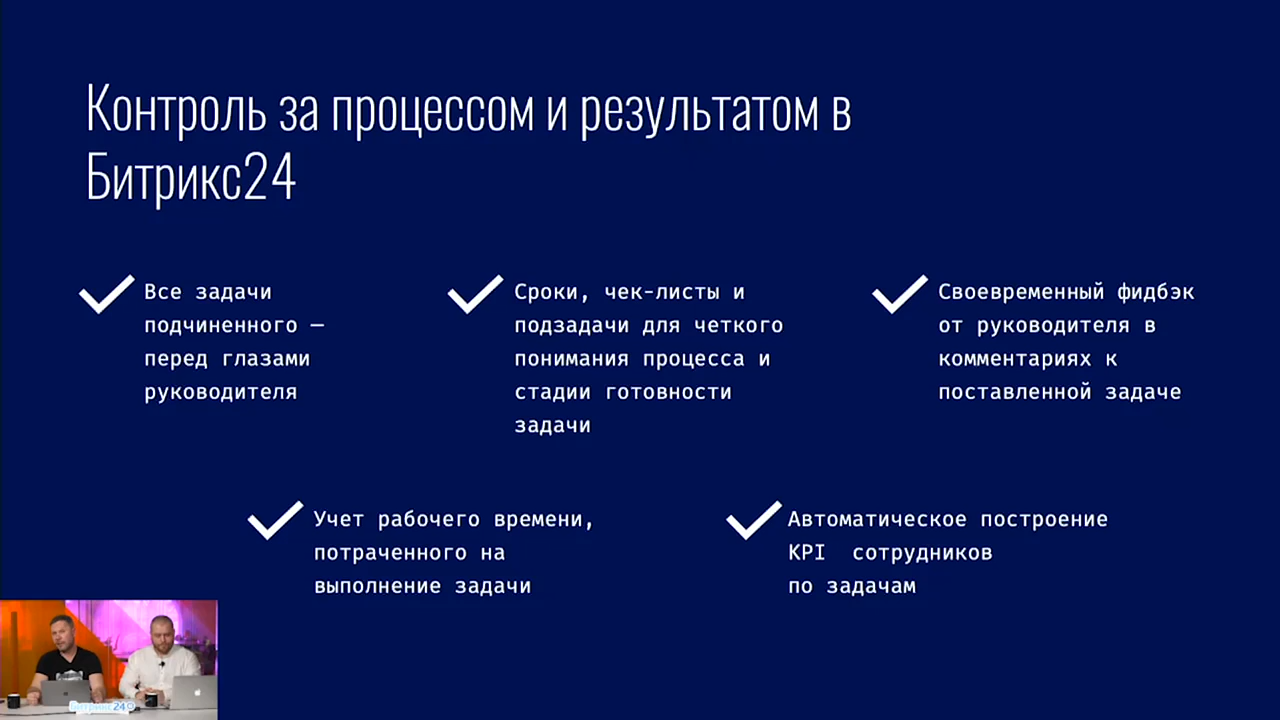 Контроль за процессом и результатом в
Битрикс24
Все задачи
подчиненного —
перед глазами
руководителя
Сроки, чек-листы и
подзадачи для четкого
понимания процесса и
стадии готовности
задачи
Своевременный фидбэк
от руководителя в
комментариях к
поставленной задаче
Учет рабочего времени,
потраченного на
выполнение задачи
Автоматическое построение
KPI  сотрудников
по задачам
Битрикс24